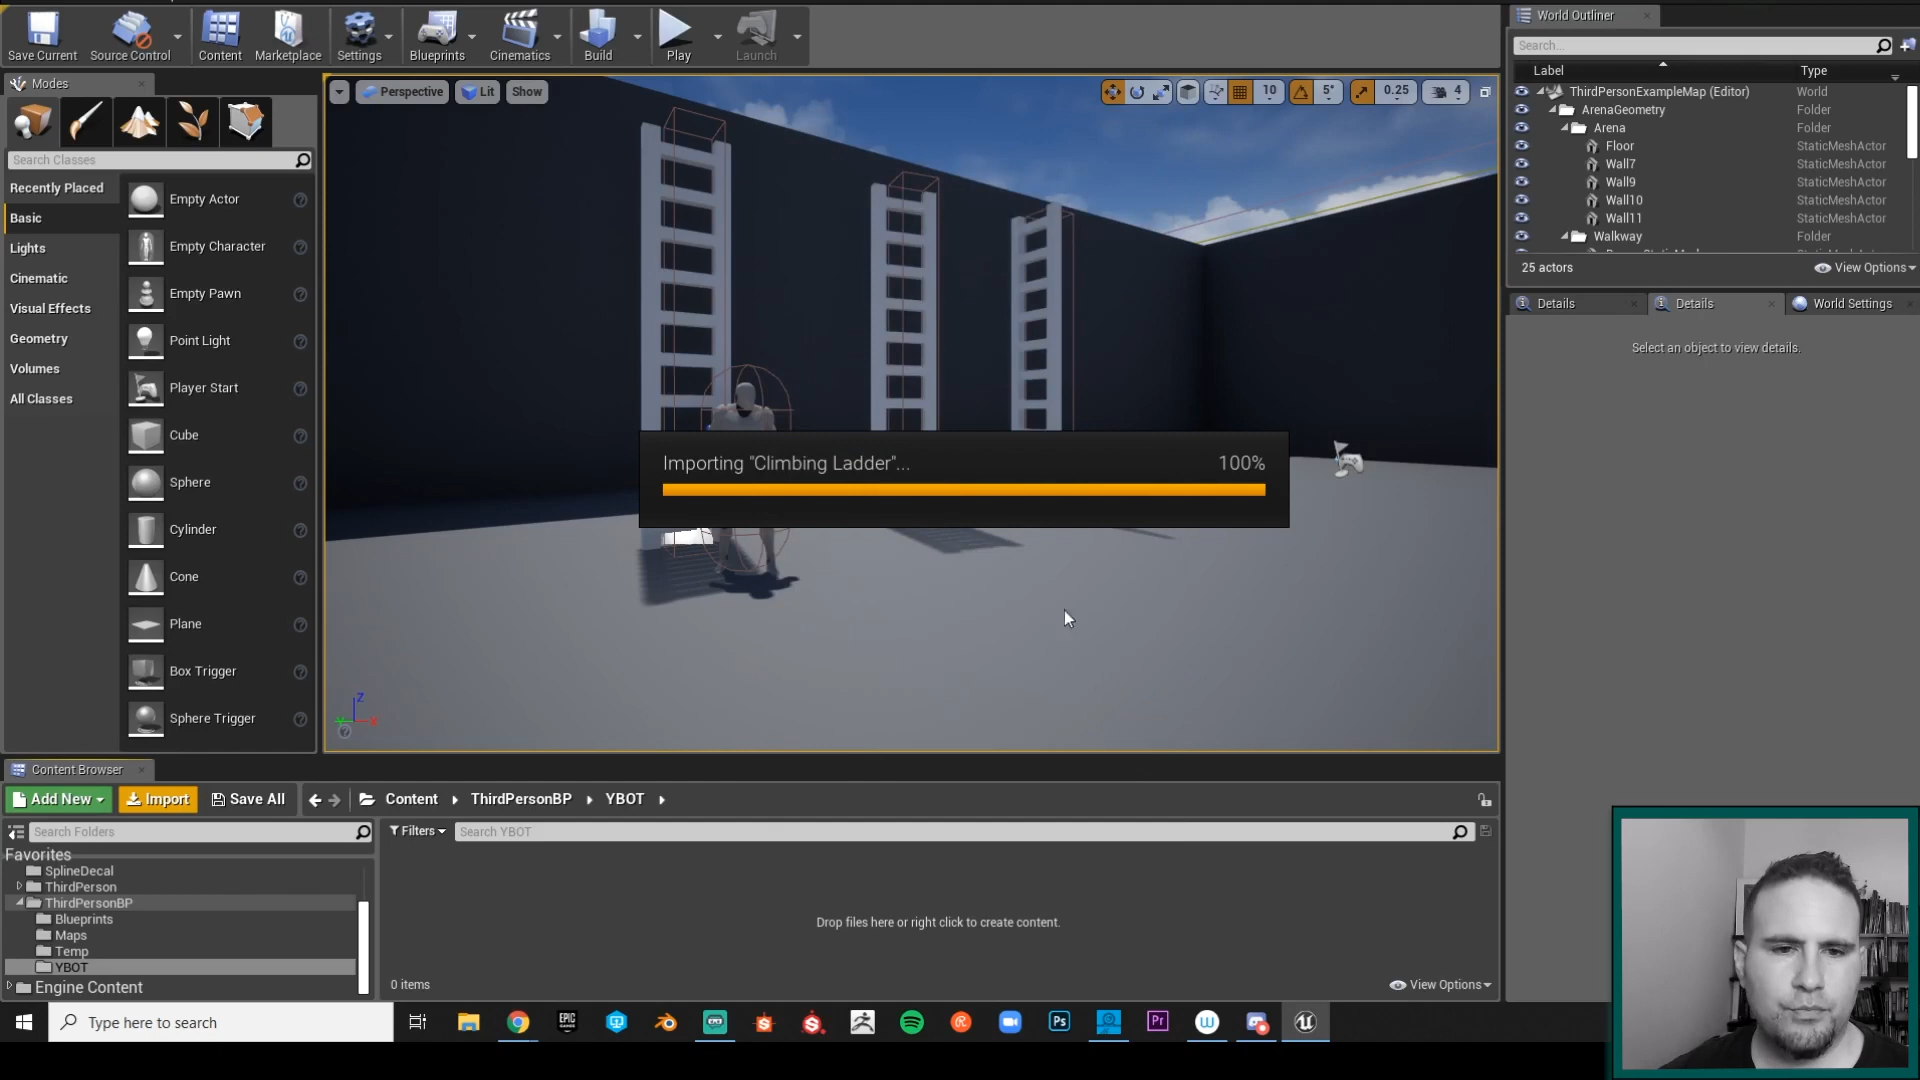 Save Current
Source Control
Content
Marketplace
Settings
Blueprints
Cinematics
Build
Play
Launch
Modes
Search Classes
Recently Placed
Basic
Lights
Cinematic
Visual Effects
Geometry
Volumes
All Classes
Empty Actor
Empty Character
Empty Pawn
Point Light
Player Start
Cube
Sphere
Cylinder
Cone
Plane
Box Trigger
Sphere Trigger
Perspective
Lit
Show
10
5°
0.25
4
Importing "Climbing Ladder"...
100%
Z
X
World Outliner
Search...
Label
Type
ThirdPersonExampleMap (Editor)
World
ArenaGeometry
Folder
Arena
Folder
Floor
StaticMeshActor
Wall7
StaticMeshActor
Wall9
StaticMeshActor
Wall10
StaticMeshActor
Wall11
StaticMeshActor
Walkway
Folder
25 actors
View Options
Details
Details
World Settings
Select an object to view details.
Content Browser
Add New
Import
Save All
Content
ThirdPersonBP
YBOT
Search Folders
Filters
Search YBOT
Favorites
SplineDecal
ThirdPerson
ThirdPersonBP
Blueprints
Maps
Temp
YBOT
Engine Content
Drop files here or right click to create content.
0 items
View Options
Type here to search
EPIC
GAMES
Ps
Pr